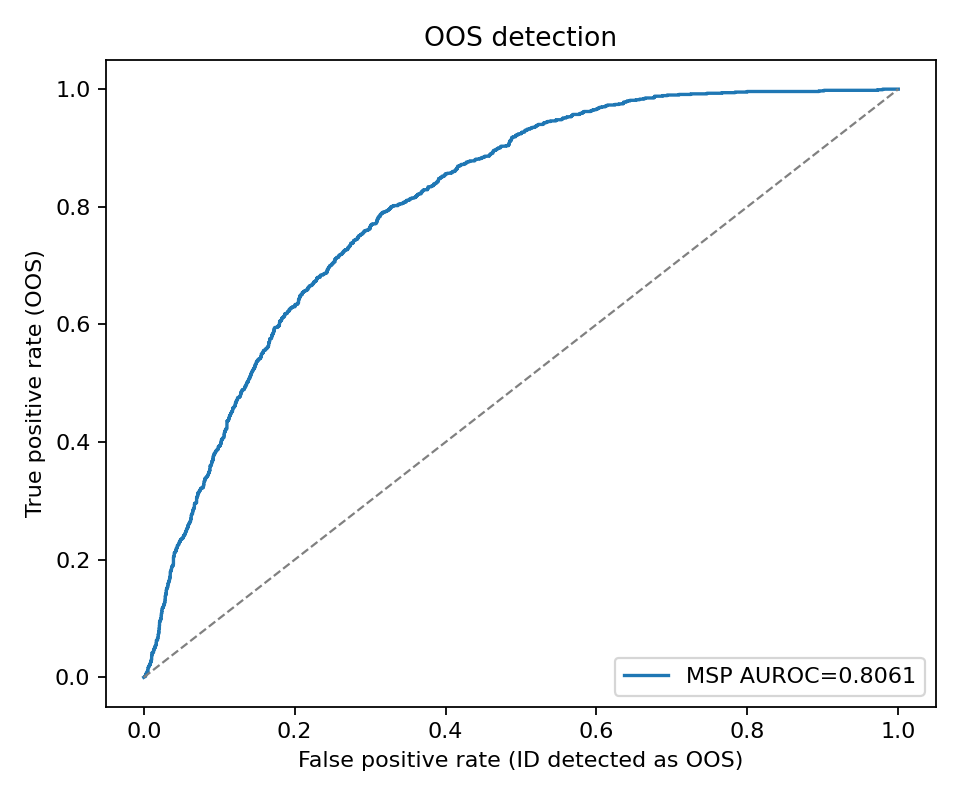 OOS detection
True positive rate (OOS)
1.0
0.8
0.6
0.4
0.2
0.0
MSP AUROC=0.8061
0.0 0.2 0.4 0.6 0.8 1.0
False positive rate (ID detected as OOS)